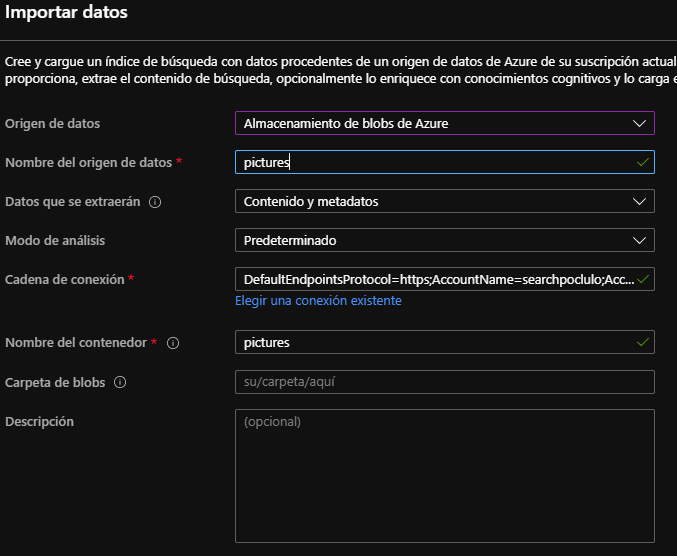 Importar datos
Cree y cargue un índice de búsqueda con datos procedentes de un origen de datos de Azure de su suscripción actual
proporciona, extrae el contenido de búsqueda, opcionalmente lo enriquece con conocimientos cognitivos y lo carga e
Origen de datos
Almacenamiento de blobs de Azure
Nombre del origen de datos *
pictures
Datos que se extraerán
Contenido y metadatos
Modo de análisis
Predeterminado
Cadena de conexión *
DefaultEndpointsProtocol=https;AccountName=searchpoclulo;Acc...
Elegir una conexión existente
Nombre del contenedor *
pictures
Carpeta de blobs
su/carpeta/aquí
Descripción
(opcional)